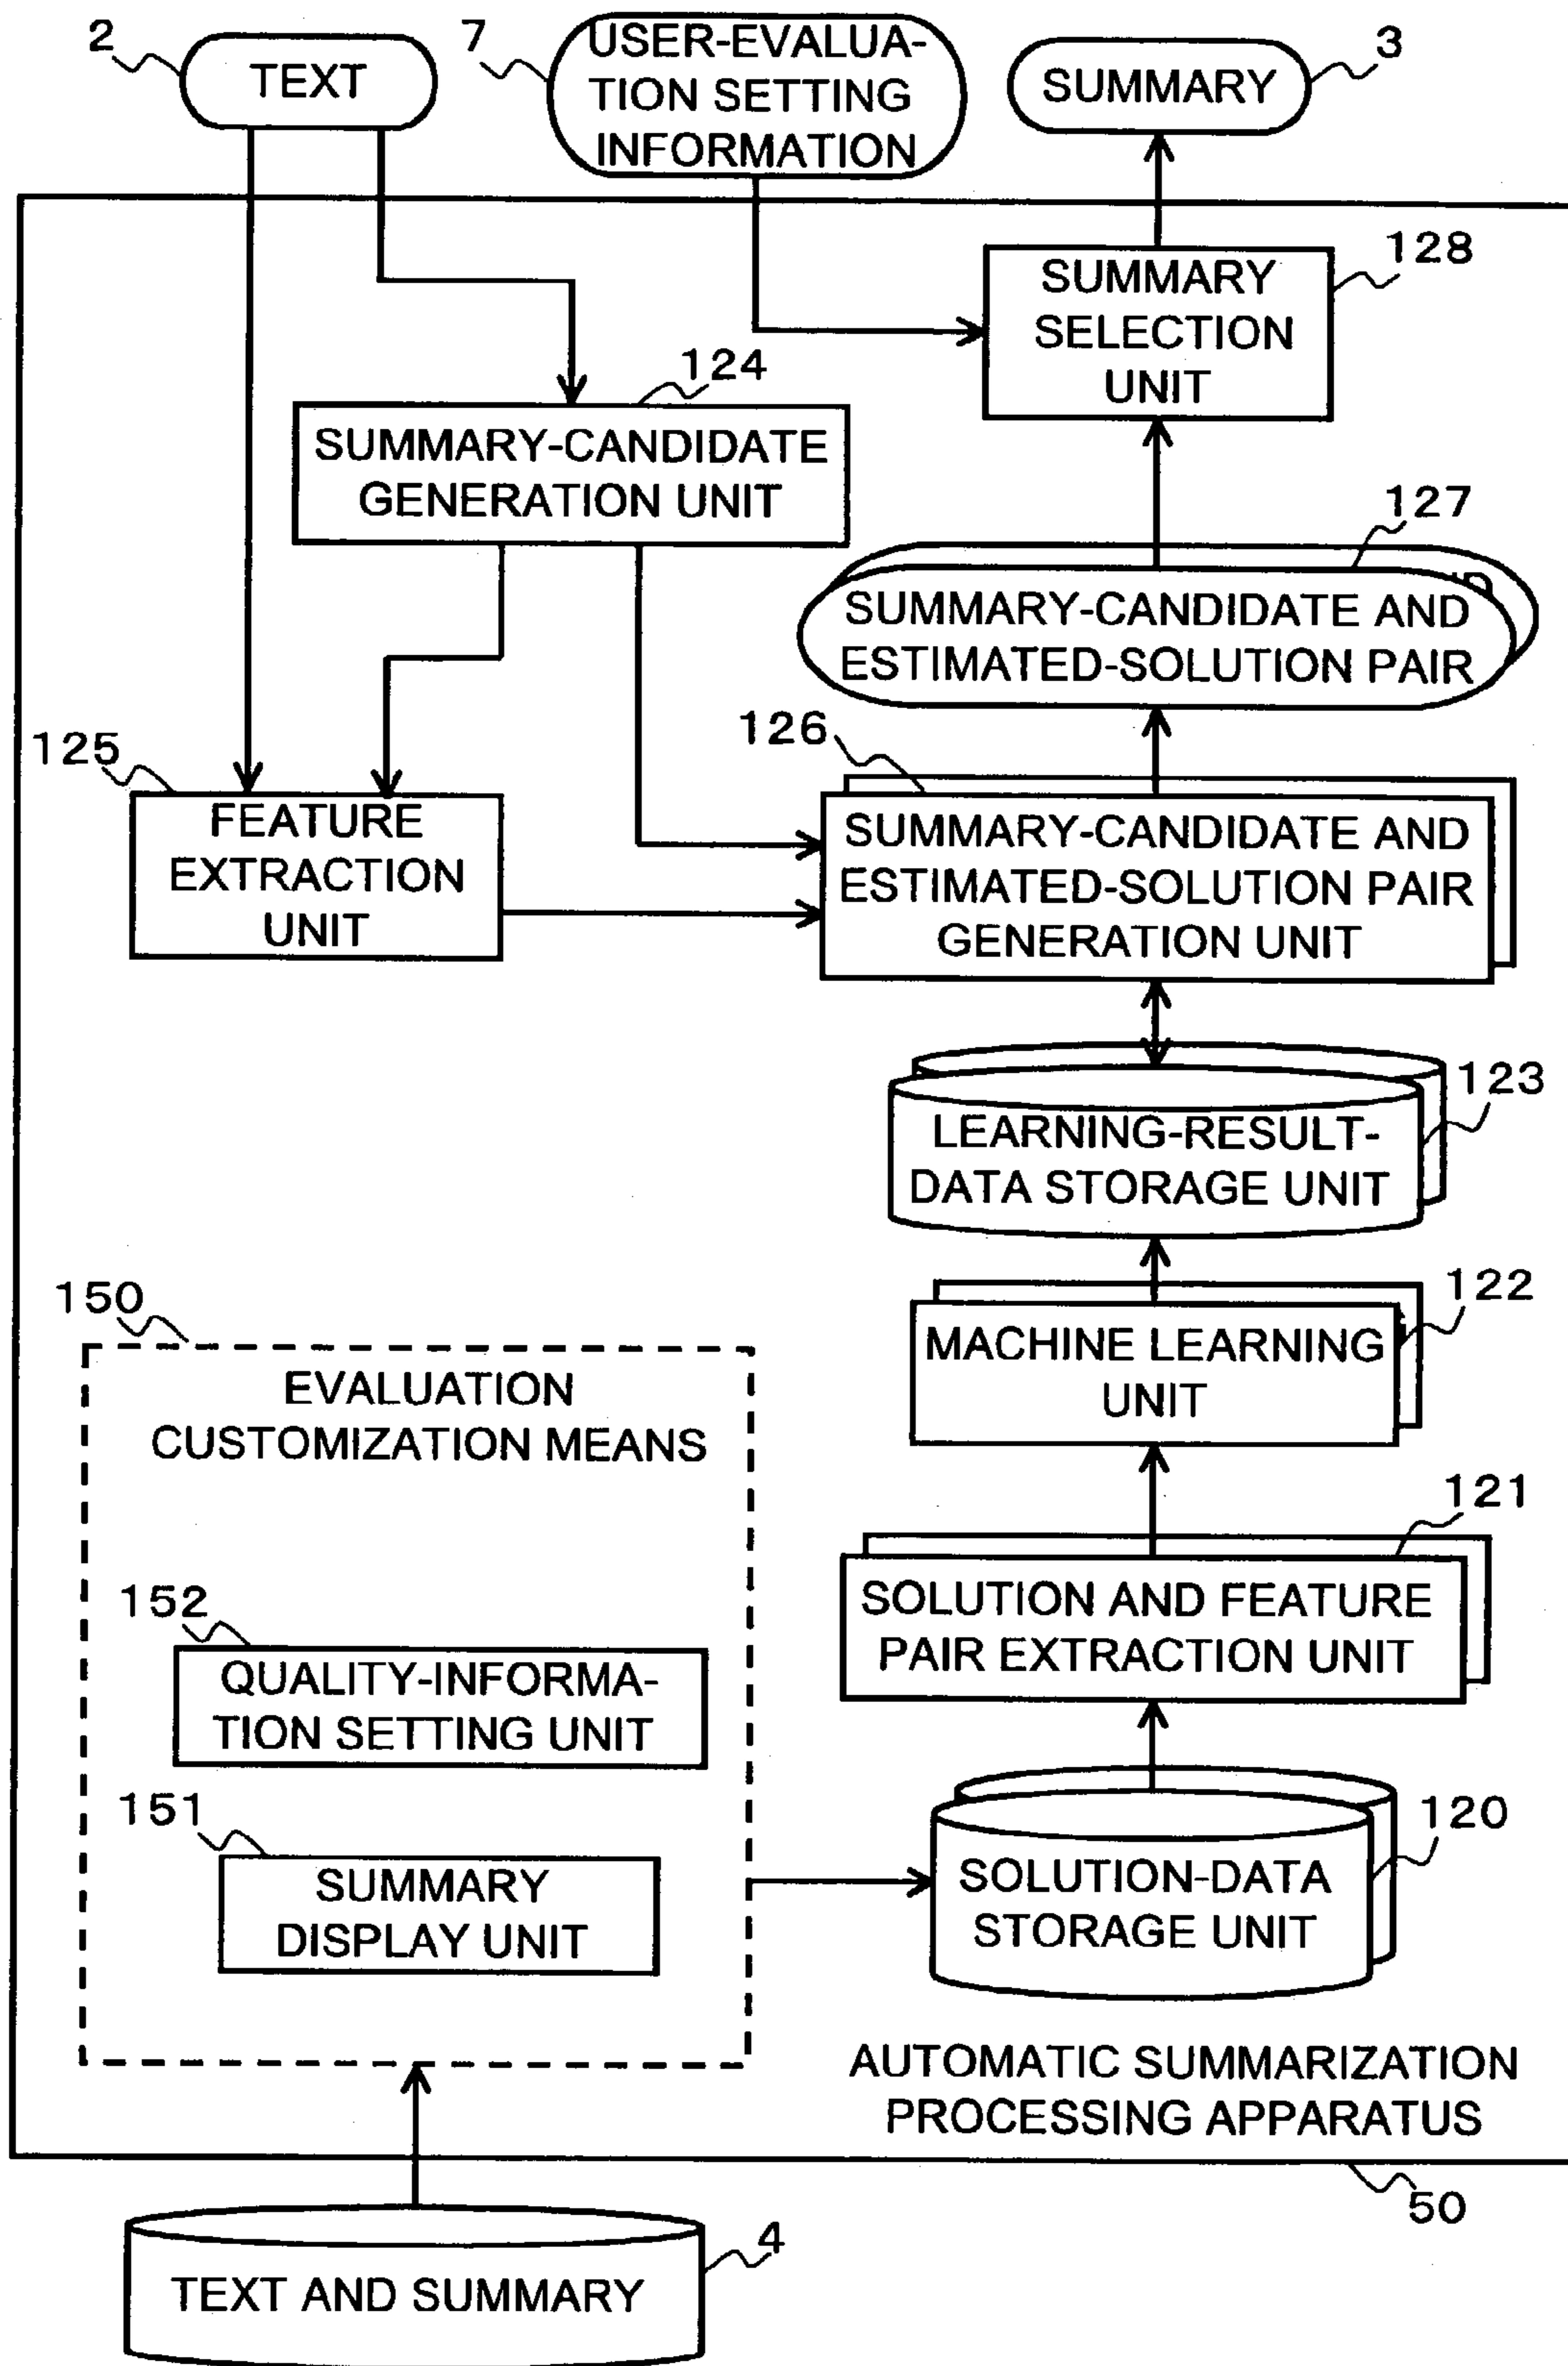 2
TEXT
7
USER-EVALUA-
TION SETTING
INFORMATION
3
SUMMARY
128
SUMMARY
SELECTION
UNIT
124
SUMMARY-CANDIDATE
GENERATION UNIT
127
SUMMARY-CANDIDATE AND
ESTIMATED-SOLUTION PAIR
125
FEATURE
EXTRACTION
UNIT
126
SUMMARY-CANDIDATE AND
ESTIMATED-SOLUTION PAIR
GENERATION UNIT
123
LEARNING-RESULT-
DATA STORAGE UNIT
122
MACHINE LEARNING
UNIT
150
EVALUATION
CUSTOMIZATION MEANS
121
SOLUTION AND FEATURE
PAIR EXTRACTION UNIT
152
QUALITY-INFORMA-
TION SETTING UNIT
151
SUMMARY
DISPLAY UNIT
120
SOLUTION-DATA
STORAGE UNIT
AUTOMATIC SUMMARIZATION
PROCESSING APPARATUS
50
4
TEXT AND SUMMARY